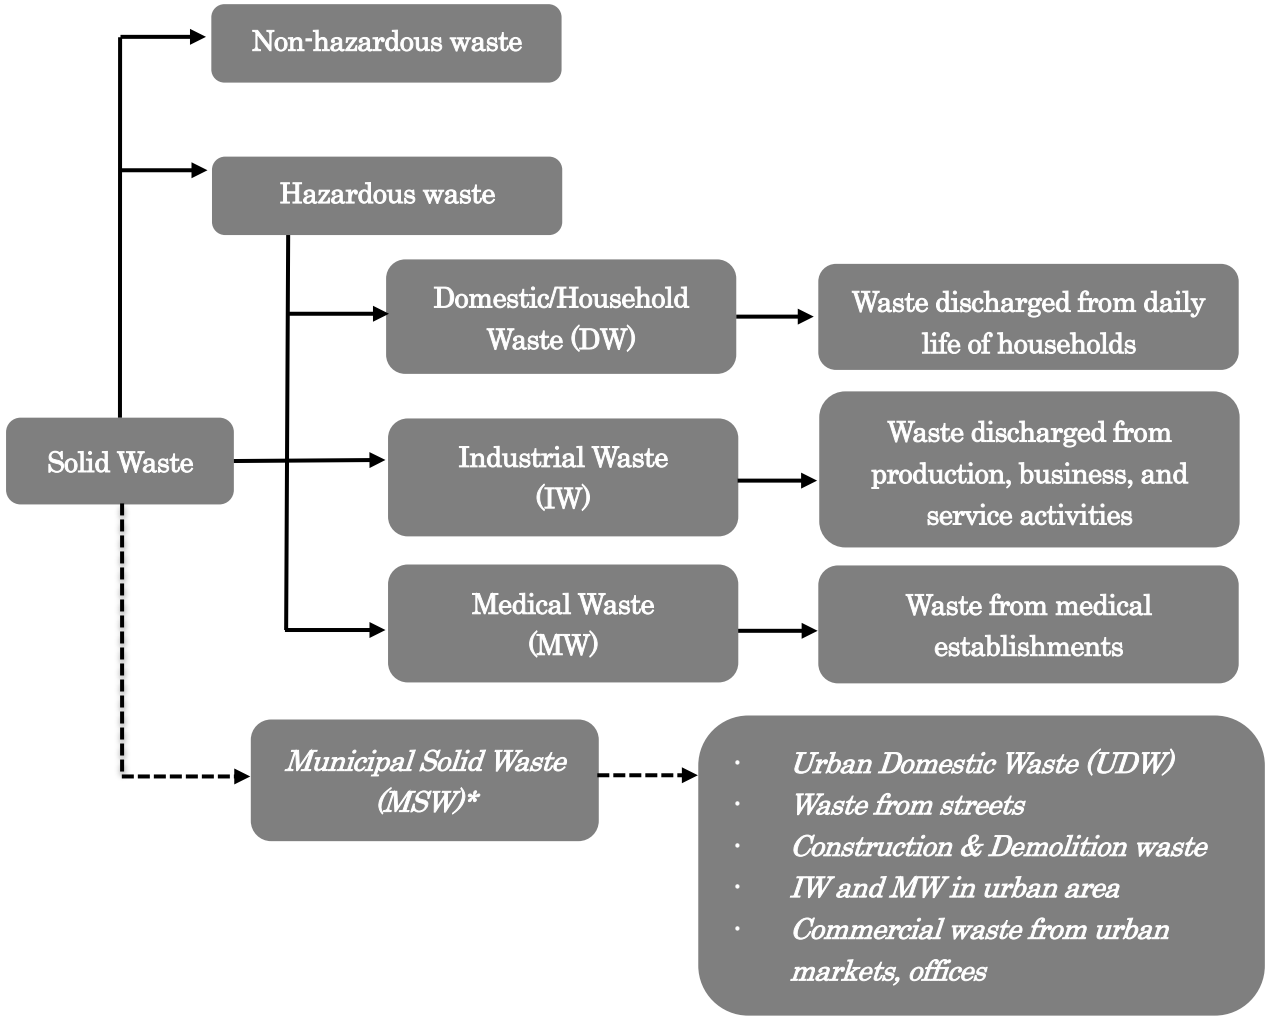 Non-hazardous waste
Hazardous waste
Domestic/Household
Waste (DW)
Waste discharged from daily
life of households
Solid Waste
Industrial Waste
(IW)
Waste discharged from
production, business, and
service activities
Medical Waste
(MW)
Waste from medical
establishments
Municipal Solid Waste
(MSW)*
· Urban Domestic Waste (UDW)
· Waste from streets
· Construction & Demolition waste
· IW and MW in urban area
· Commercial waste from urban
markets, offices